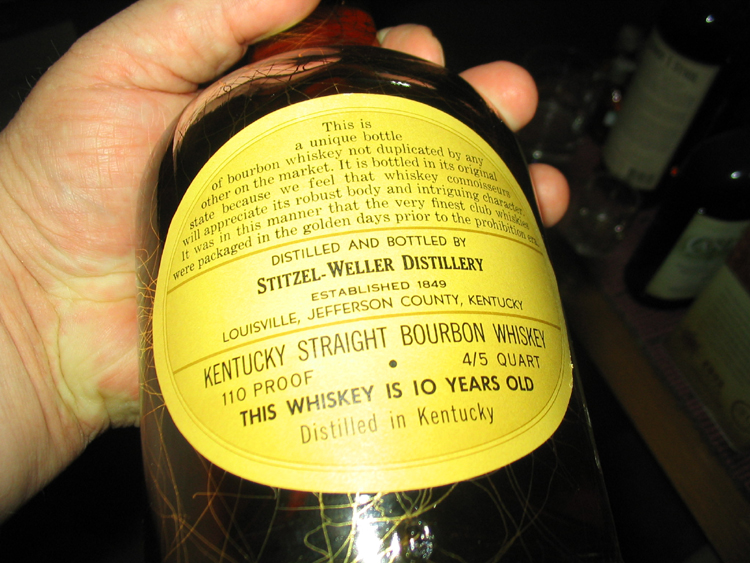 This is
a unique bottle
of bourbon whiskey not duplicated by any
other on the market. It is bottled in its original
state because we feel that whiskey connoisseurs
will appreciate its robust body and intriguing character.
It was in this manner that the very finest club whiskies
were packaged in the golden days prior to the prohibition era.
DISTILLED AND BOTTLED BY
STITZEL-WELLER DISTILLERY
ESTABLISHED 1849
LOUISVILLE, JEFFERSON COUNTY, KENTUCKY
KENTUCKY STRAIGHT BOURBON WHISKEY
110 PROOF • 4/5 QUART
THIS WHISKEY IS 10 YEARS OLD
Distilled in Kentucky